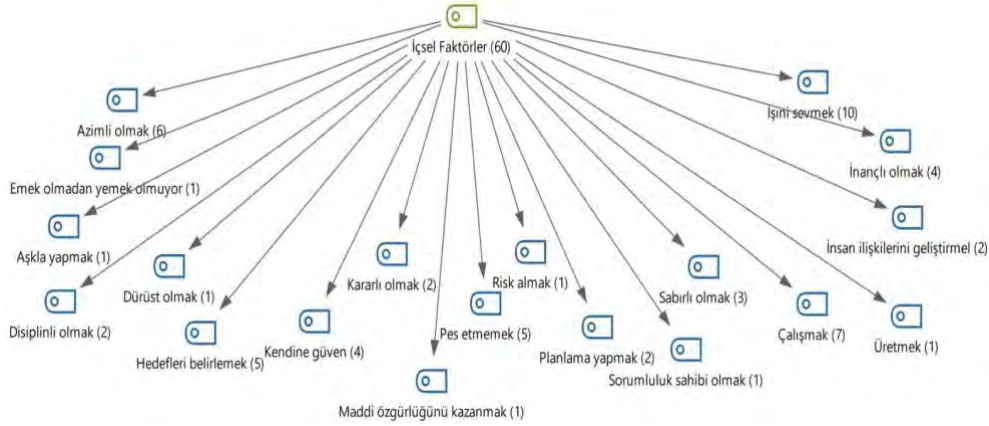 İçsel Faktörler (60)
Azimli olmak (6)
İşini sevmek (10)
Emek olmadan yemek olmuyor (1)
İnançlı olmak (4)
Aşkla yapmak (1)
İnsan ilişkilerini geliştirmel (2)
Dürüst olmak (1)
Kararlı olmak (2)
Risk almak (1)
Sabırlı olmak (3)
Disiplinli olmak (2)
Hedefleri belirlemek (5)
Kendine güven (4)
Pes etmemek (5)
Planlama yapmak (2)
Sorumluluk sahibi olmak (1)
Çalışmak (7)
Üretmek (1)
Maddi özgürlüğünü kazanmak (1)